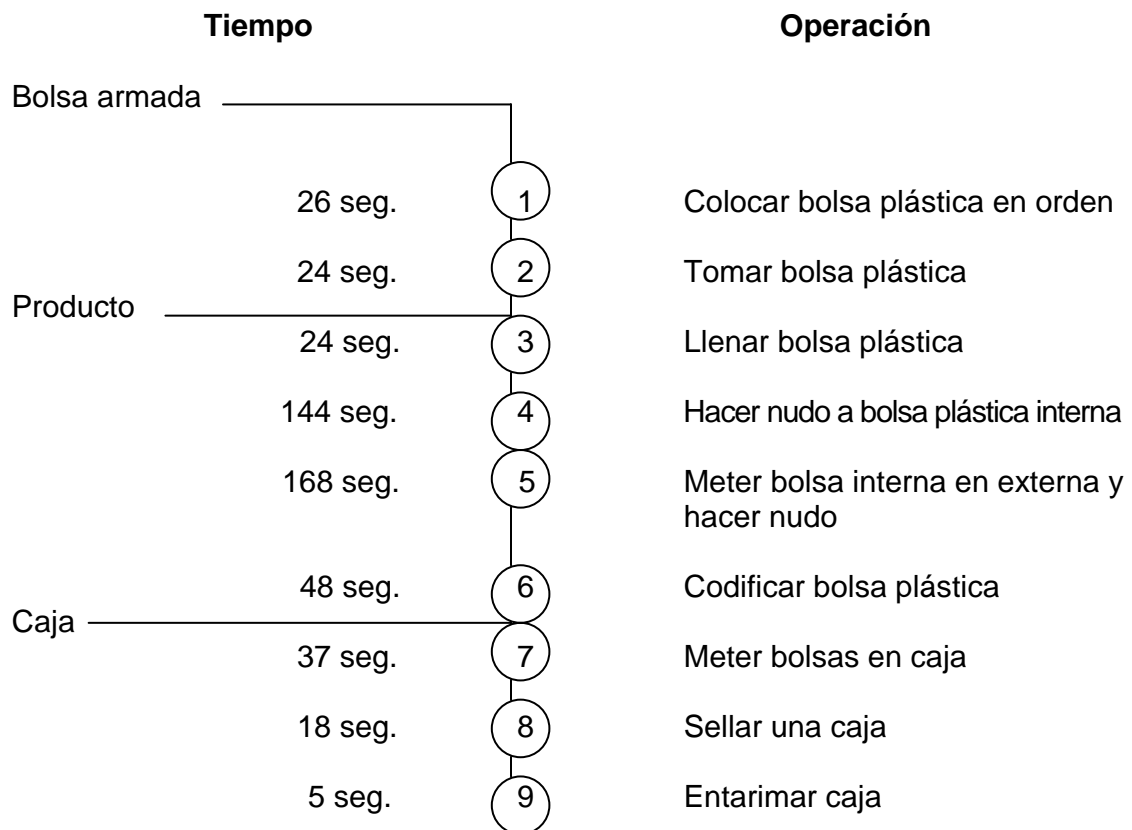 Tiempo Operación
Bolsa armada
26 seg. 1 Colocar bolsa plástica en orden
24 seg. 2 Tomar bolsa plástica
Producto
24 seg. 3 Llenar bolsa plástica
144 seg. 4 Hacer nudo a bolsa plástica interna
168 seg. 5 Meter bolsa interna en externa y
hacer nudo
48 seg. 6 Codificar bolsa plástica
Caja
37 seg. 7 Meter bolsas en caja
18 seg. 8 Sellar una caja
5 seg. 9 Entarimar caja